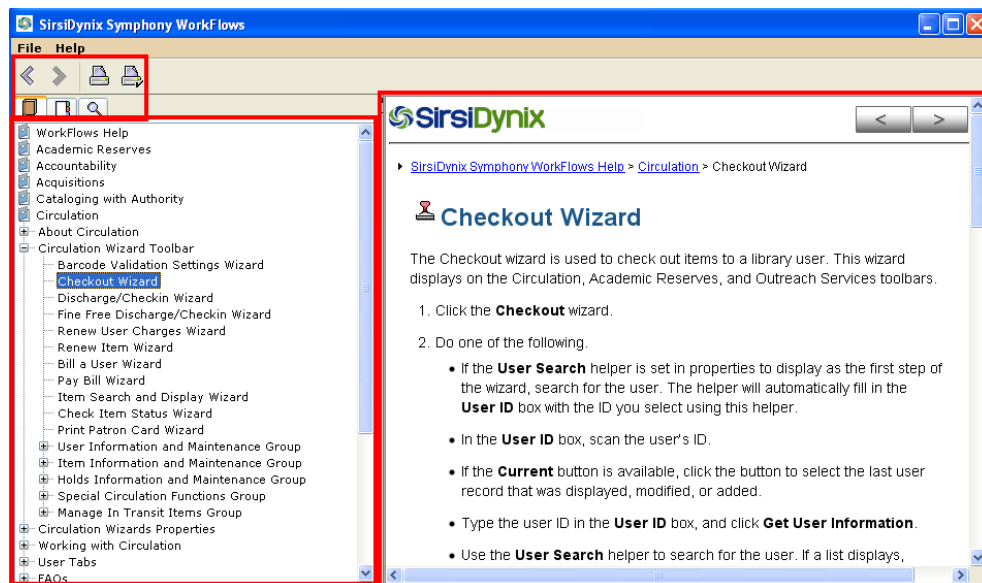 SirsiDynix Symphony WorkFlows
File Help
WorkFlows Help
Academic Reserves
Accountability
Acquisitions
Cataloging with Authority
Circulation
About Circulation
Circulation Wizard Toolbar
Barcode Validation Settings Wizard
Checkout Wizard
Discharge/Checkin Wizard
Fine Free Discharge/Checkin Wizard
Renew User Charges Wizard
Renew Item Wizard
Bill a User Wizard
Pay Bill Wizard
Item Search and Display Wizard
Check Item Status Wizard
Print Patron Card Wizard
User Information and Maintenance Group
Item Information and Maintenance Group
Holds Information and Maintenance Group
Special Circulation Functions Group
Manage In Transit Items Group
Circulation Wizards Properties
Working with Circulation
User Tabs
FAQs
SirsiDynix
< >
SirsiDynix Symphony WorkFlows Help > Circulation > Checkout Wizard
Checkout Wizard
The Checkout wizard is used to check out items to a library user. This wizard
displays on the Circulation, Academic Reserves, and Outreach Services toolbars.
1. Click the Checkout wizard.
2. Do one of the following.
• If the User Search helper is set in properties to display as the first step of
the wizard, search for the user. The helper will automatically fill in the
User ID box with the ID you select using this helper.
• In the User ID box, scan the user's ID.
• If the Current button is available, click the button to select the last user
record that was displayed, modified, or added.
• Type the user ID in the User ID box, and click Get User Information.
• Use the User Search helper to search for the user. If a list displays,